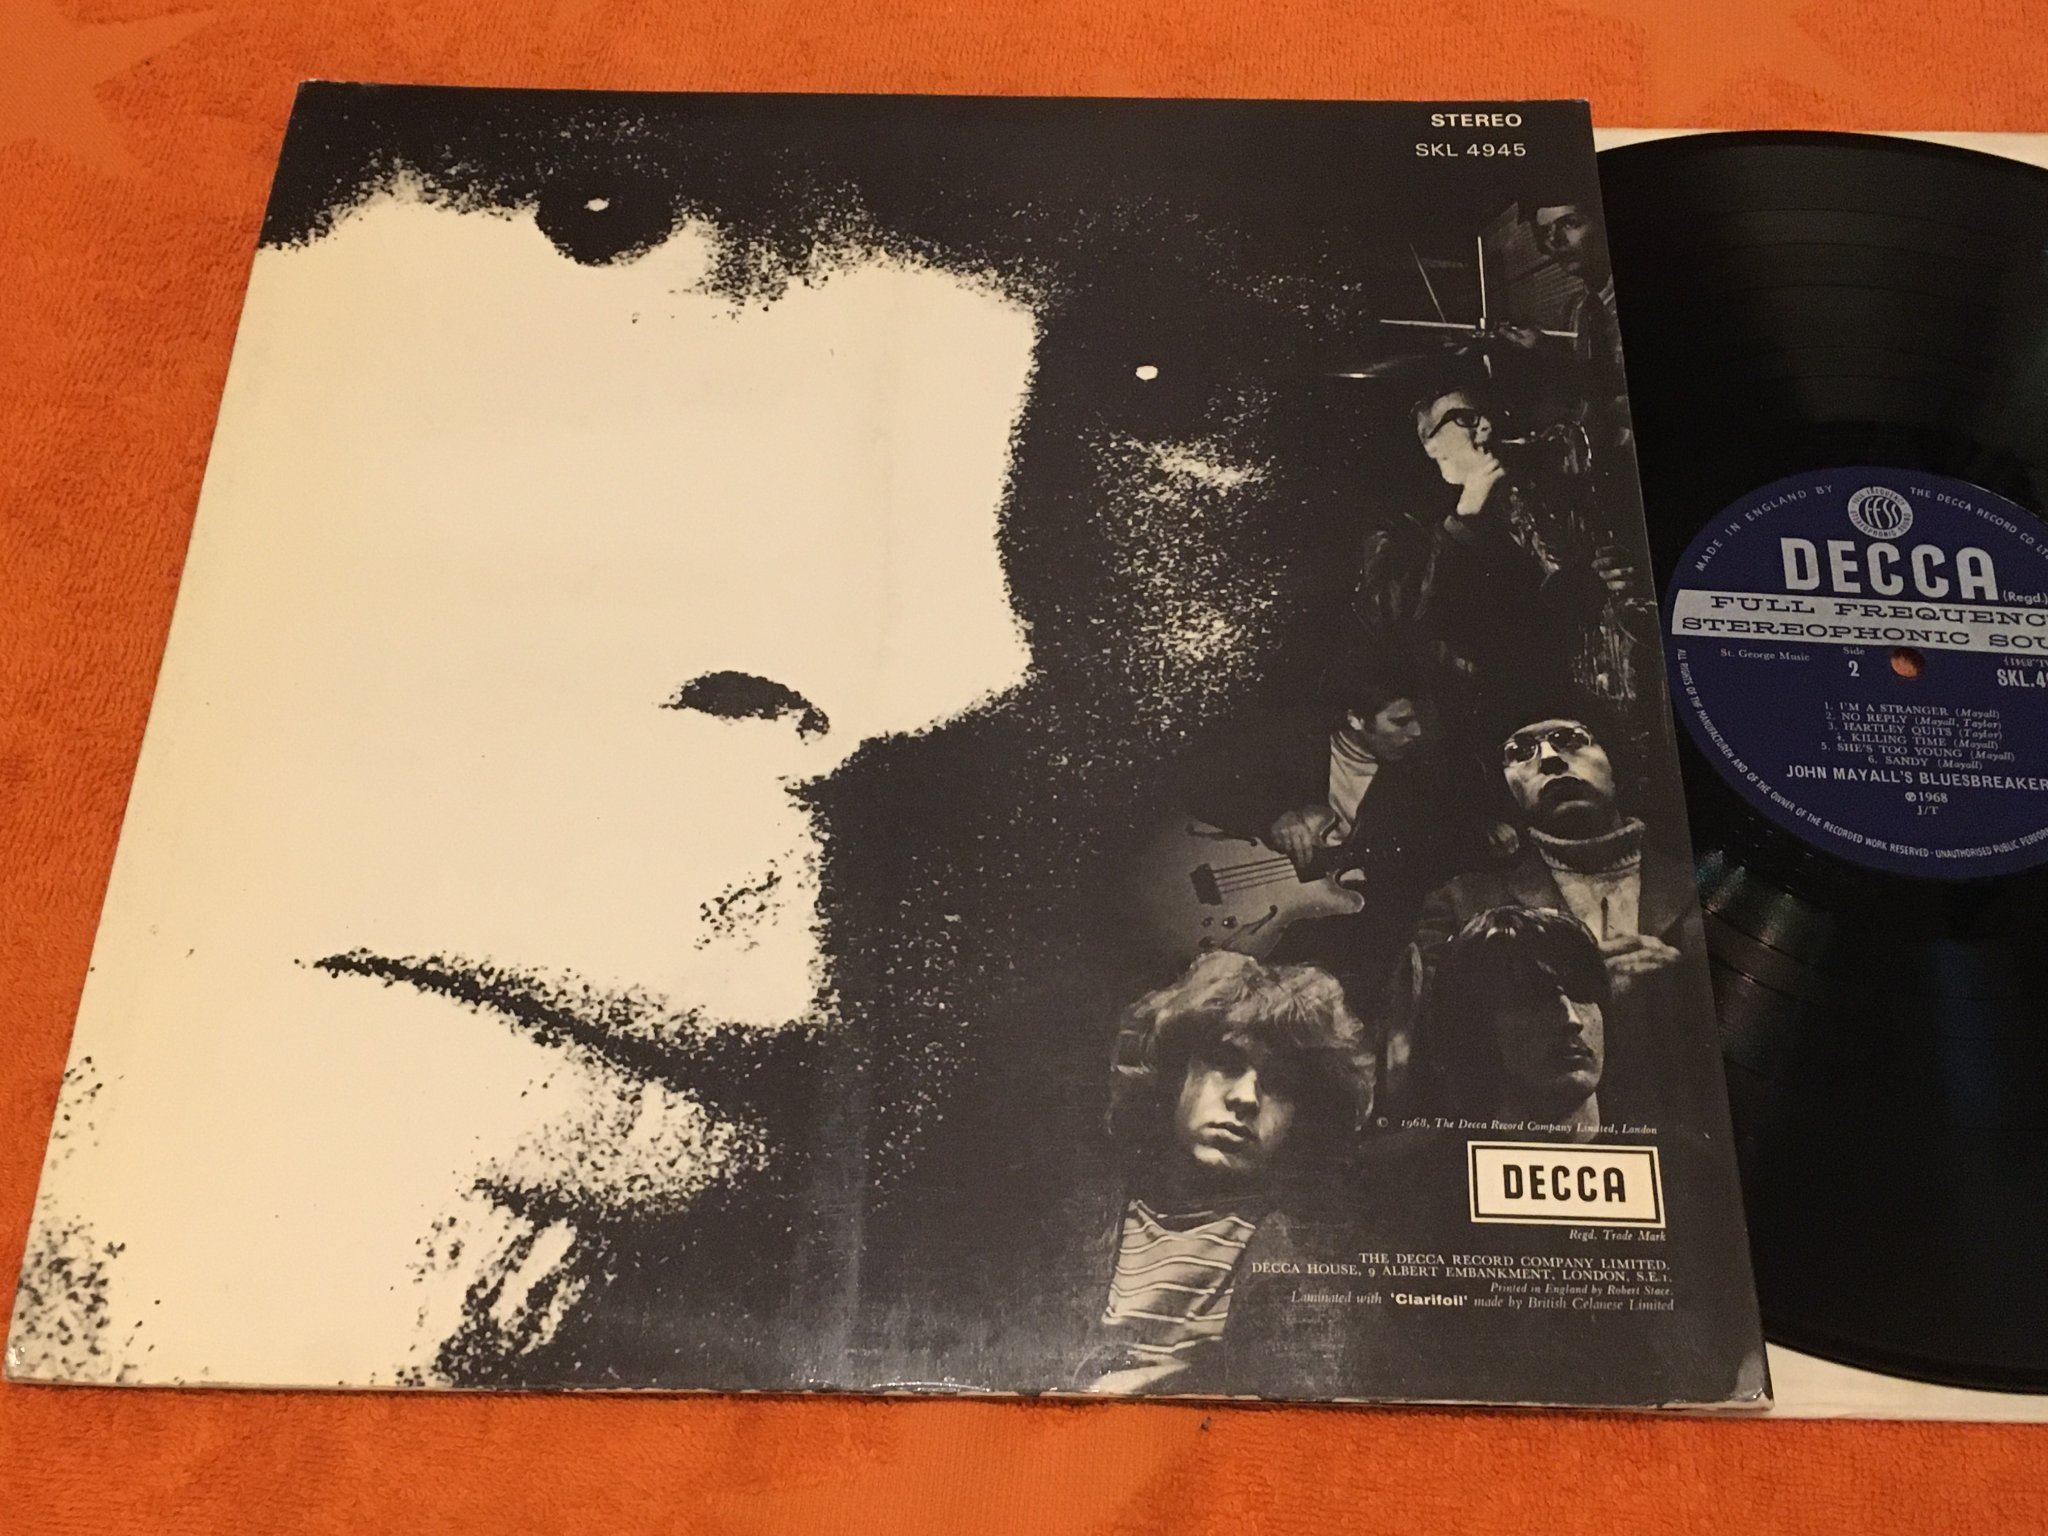 STEREO
SKL 4945
© 1968, The Decca Record Company Limited, London
DECCA
Regd. Trade Mark
THE DECCA RECORD COMPANY LIMITED.
DECCA HOUSE, 9 ALBERT EMBANKMENT, LONDON, S.E.1.
Printed in England by Robert Stace.
Laminated with 'Clarifoil' made by British Celanese Limited
MADE IN ENGLAND BY THE DECCA RECORD CO. LT
FULL FREQUENCY STEREOPHONIC SOUND
FFSS
DECCA
(Regd.)
FULL FREQUENC
STEREOPHONIC SOU
St. George Music
Side
2
SKL.4
1. I'M A STRANGER (Mayall)
2. NO REPLY (Mayall, Taylor)
3. HARTLEY QUITS (Taylor)
4. KILLING TIME (Mayall)
5. SHE'S TOO YOUNG (Mayall)
6. SANDY (Mayall)
JOHN MAYALL'S BLUESBREAKER
℗ 1968
J/T
ALL RIGHTS OF THE MANUFACTURER AND OF THE OWNER OF THE RECORDED WORK RESERVED · UNAUTHORISED PUBLIC PERFOR